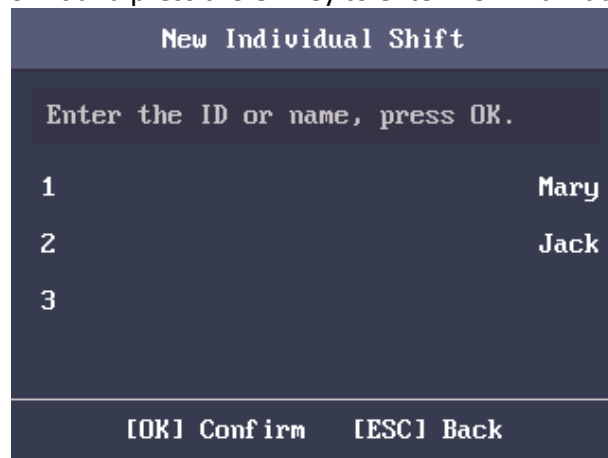 New Individual Shift
Enter the ID or name, press OK.
1 Mary
2 Jack
3
[OK] Confirm [ESC] Back